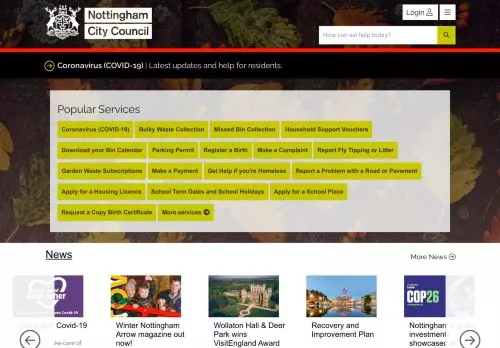 Nottingham
City Council
Login
How can we help today?
Coronavirus (COVID-19) | Latest updates and help for residents.
Popular Services
Coronavirus (COVID-19) Bulky Waste Collection Missed Bin Collection Household Support Vouchers
Download your Bin Calendar Parking Permit Register a Birth Make a Complaint Report Fly Tipping or Litter
Garden Waste Subscriptions Make a Payment Get Help if you're Homeless Report a Problem with a Road or Pavement
Apply for a Housing Licence School Term Dates and School Holidays Apply for a School Place
Request a Copy Birth Certificate More services
News
More News
COP26
Covid-19
Winter Nottingham
Arrow magazine out
now!
Wollaton Hall & Deer
Park wins
VisitEngland Award
Recovery and
Improvement Plan
Nottingham
investment
showcased